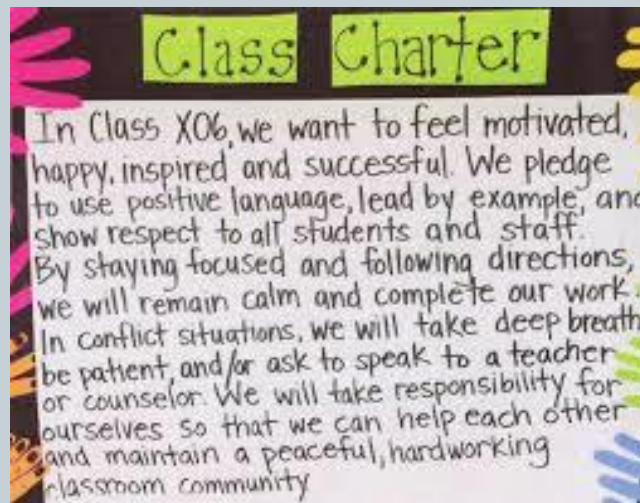 Class Charter
In Class X06, we want to feel motivated,
happy, inspired and successful. We pledge
to use positive language, lead by example, and
show respect to all students and staff.
By staying focused and following directions,
we will remain calm and complete our work.
In conflict situations, we will take deep breath
be patient, and/or ask to speak to a teacher
or counselor. We will take responsibility for
ourselves so that we can help each other
and maintain a peaceful, hardworking
classroom community